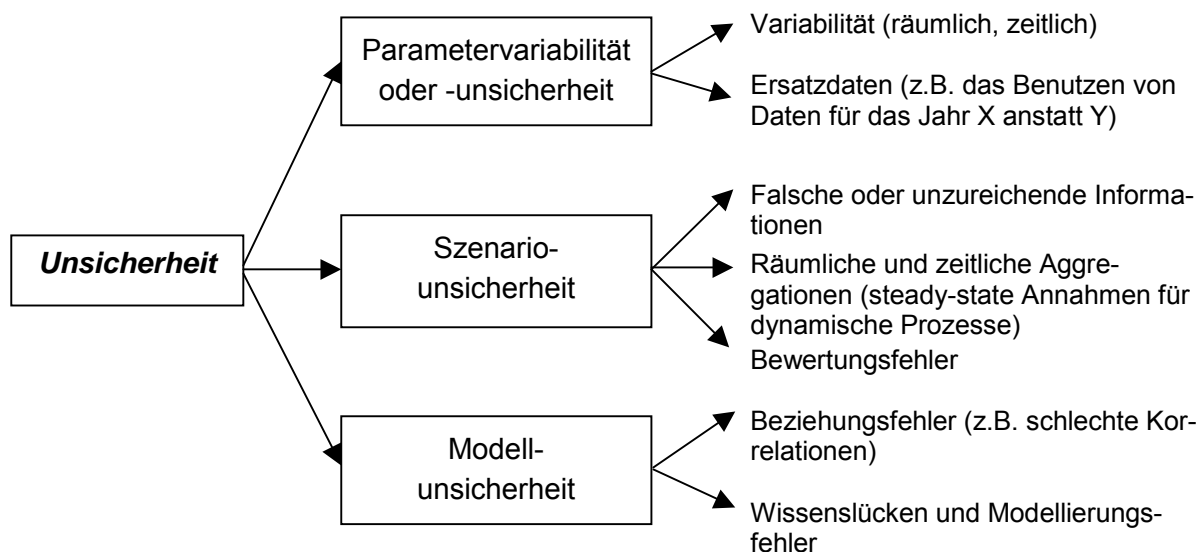 Parametervariabilität
oder -unsicherheit
Variabilität (räumlich, zeitlich)
Ersatzdaten (z.B. das Benutzen von
Daten für das Jahr X anstatt Y)
Unsicherheit
Szenario-
unsicherheit
Falsche oder unzureichende Informa-
tionen
Räumliche und zeitliche Aggre-
gationen (steady-state Annahmen für
dynamische Prozesse)
Bewertungsfehler
Modell-
unsicherheit
Beziehungsfehler (z.B. schlechte Kor-
relationen)
Wissenslücken und Modellierungs-
fehler